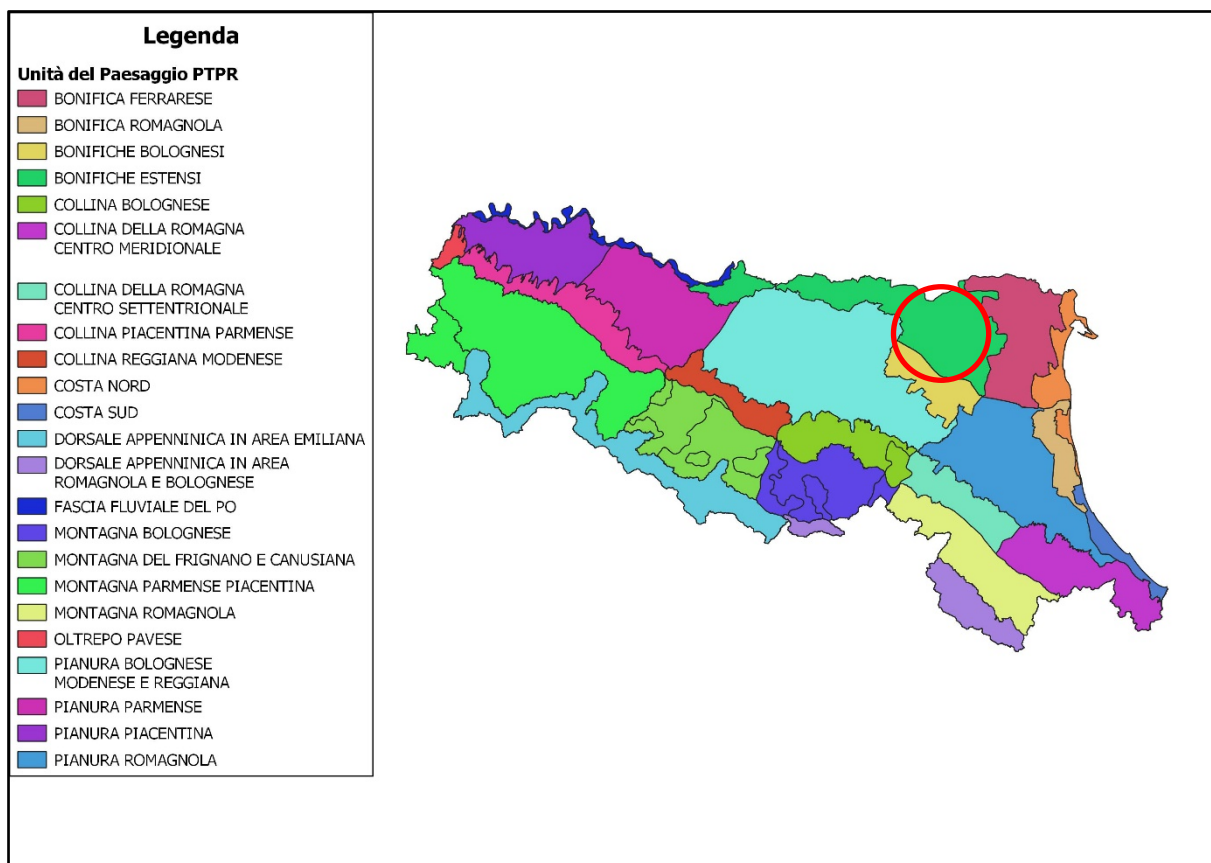 Legenda
Unità del Paesaggio PTPR
BONIFICA FERRARESE
BONIFICA ROMAGNOLA
BONIFICHE BOLOGNESI
BONIFICHE ESTENSI
COLLINA BOLOGNESE
COLLINA DELLA ROMAGNA
CENTRO MERIDIONALE
COLLINA DELLA ROMAGNA
CENTRO SETTENTRIONALE
COLLINA PIACENTINA PARMENSE
COLLINA REGGIANA MODENESE
COSTA NORD
COSTA SUD
DORSALE APPENNINICA IN AREA EMILIANA
DORSALE APPENNINICA IN AREA
ROMAGNOLA E BOLOGNESE
FASCIA FLUVIALE DEL PO
MONTAGNA BOLOGNESE
MONTAGNA DEL FRIGNANO E CANUSIANA
MONTAGNA PARMENSE PIACENTINA
MONTAGNA ROMAGNOLA
OLTREPO PAVESE
PIANURA BOLOGNESE
MODENESE E REGGIANA
PIANURA PARMENSE
PIANURA PIACENTINA
PIANURA ROMAGNOLA